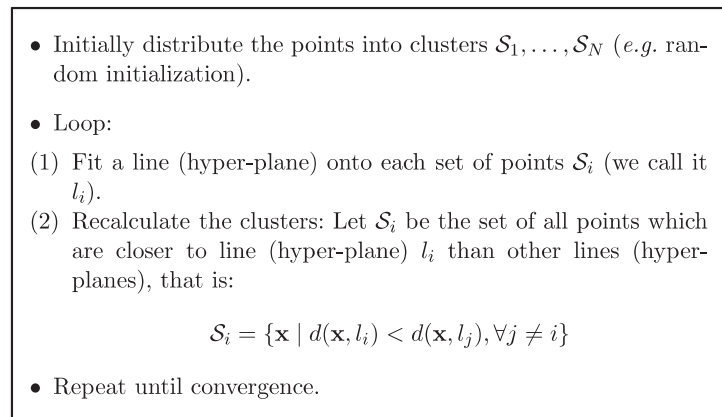 • Initially distribute the points into clusters 𝒮₁, . . . , 𝒮_N (e.g. ran-
dom initialization).
• Loop:
(1) Fit a line (hyper-plane) onto each set of points 𝒮ᵢ (we call it
lᵢ).
(2) Recalculate the clusters: Let 𝒮ᵢ be the set of all points which
are closer to line (hyper-plane) lᵢ than other lines (hyper-
planes), that is:
𝒮ᵢ = {x | d(x, lᵢ) < d(x, lⱼ), ∀j ≠ i}
• Repeat until convergence.